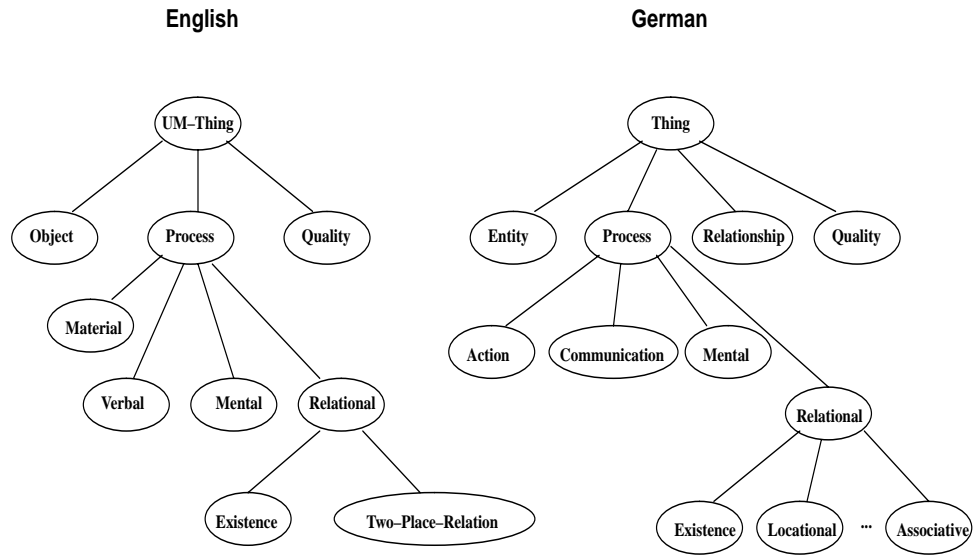 English
German
UM–Thing
Thing
Object
Process
Quality
Entity
Process
Relationship
Quality
Material
Action
Communication
Mental
Verbal
Mental
Relational
Relational
Existence
Two–Place–Relation
Existence
Locational
...
Associative